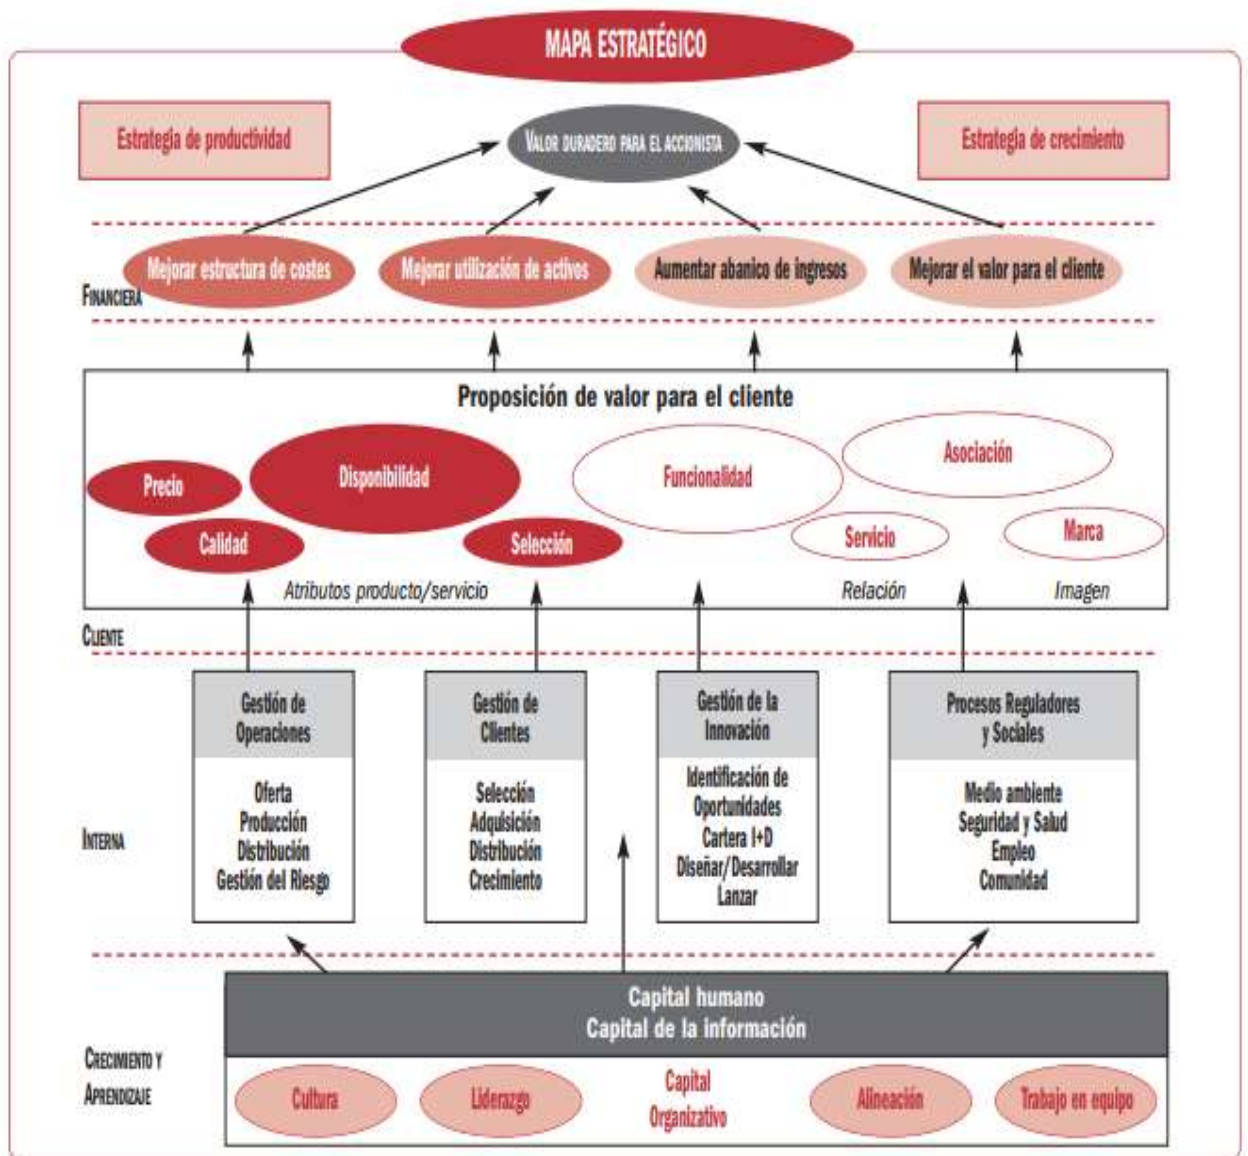 MAPA ESTRATÉGICO
Estrategia de productividad
VALOR DURADERO PARA EL ACCIONISTA
Estrategia de crecimiento
Mejorar estructura de costes
Mejorar utilización de activos
Aumentar abanico de ingresos
Mejorar el valor para el cliente
FINANCIERA
Proposición de valor para el cliente
Precio
Disponibilidad
Funcionalidad
Asociación
Calidad
Selección
Servicio
Marca
Atributos producto/servicio
Relación
Imagen
CLIENTE
Gestión de
Operaciones
Oferta
Producción
Distribución
Gestión del Riesgo
Gestión de
Clientes
Selección
Adquisición
Distribución
Crecimiento
Gestión de la
Innovación
Identificación de
Oportunidades
Cartera I+D
Diseñar/Desarrollar
Lanzar
Procesos Reguladores
y Sociales
Medio ambiente
Seguridad y Salud
Empleo
Comunidad
INTERNA
Capital humano
Capital de la información
CRECIMIENTO Y
APRENDIZAJE
Cultura
Liderazgo
Capital
Organizativo
Alineación
Trabajo en equipo